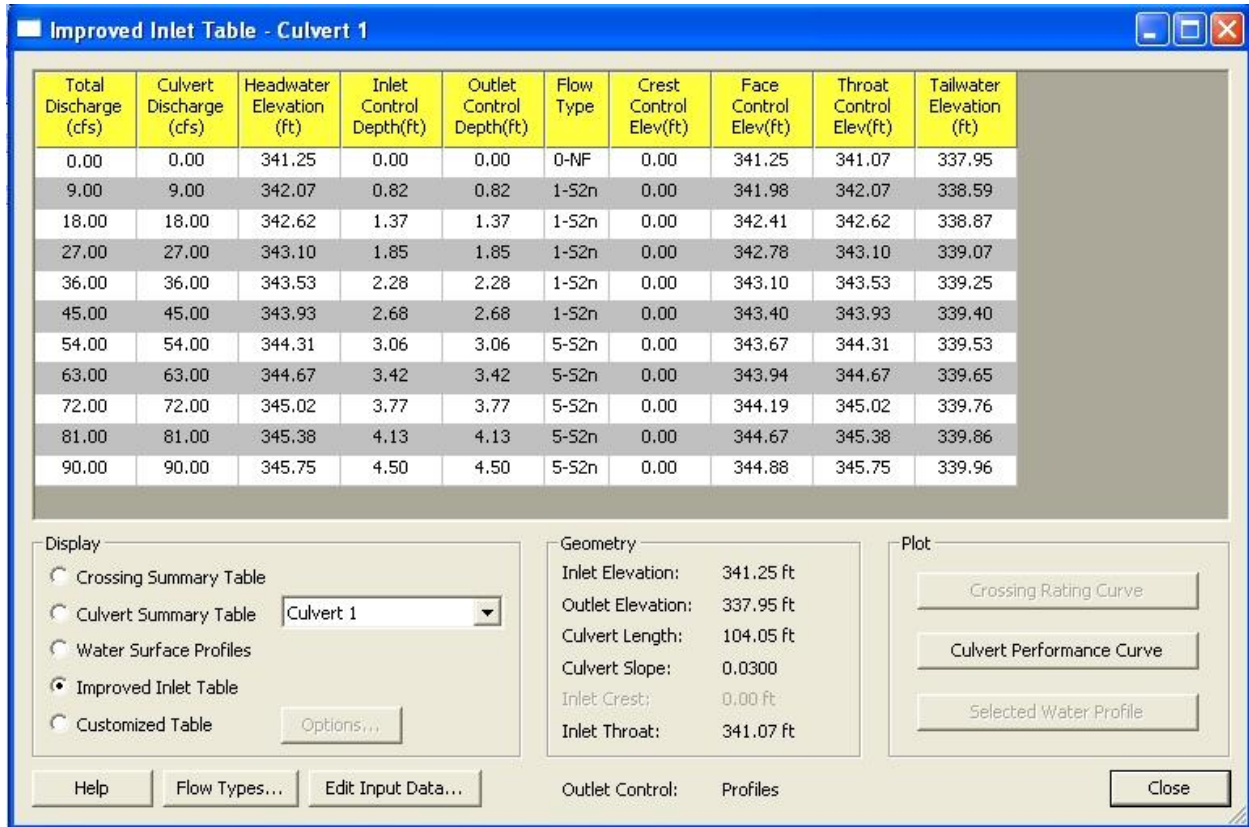 Improved Inlet Table - Culvert 1
Total Discharge (cfs) Culvert Discharge (cfs) Headwater Elevation (ft) Inlet Control Depth(ft) Outlet Control Depth(ft) Flow Type Crest Control Elev(ft) Face Control Elev(ft) Throat Control Elev(ft) Tailwater Elevation (ft)
0.00 0.00 341.25 0.00 0.00 0-NF 0.00 341.25 341.07 337.95
9.00 9.00 342.07 0.82 0.82 1-S2n 0.00 341.98 342.07 338.59
18.00 18.00 342.62 1.37 1.37 1-S2n 0.00 342.41 342.62 338.87
27.00 27.00 343.10 1.85 1.85 1-S2n 0.00 342.78 343.10 339.07
36.00 36.00 343.53 2.28 2.28 1-S2n 0.00 343.10 343.53 339.25
45.00 45.00 343.93 2.68 2.68 1-S2n 0.00 343.40 343.93 339.40
54.00 54.00 344.31 3.06 3.06 5-S2n 0.00 343.67 344.31 339.53
63.00 63.00 344.67 3.42 3.42 5-S2n 0.00 343.94 344.67 339.65
72.00 72.00 345.02 3.77 3.77 5-S2n 0.00 344.19 345.02 339.76
81.00 81.00 345.38 4.13 4.13 5-S2n 0.00 344.67 345.38 339.86
90.00 90.00 345.75 4.50 4.50 5-S2n 0.00 344.88 345.75 339.96
Display
Crossing Summary Table
Culvert Summary Table Culvert 1
Water Surface Profiles
Improved Inlet Table
Customized Table Options...
Geometry
Inlet Elevation: 341.25 ft
Outlet Elevation: 337.95 ft
Culvert Length: 104.05 ft
Culvert Slope: 0.0300
Inlet Crest: 0.00 ft
Inlet Throat: 341.07 ft
Plot
Crossing Rating Curve
Culvert Performance Curve
Selected Water Profile
Help Flow Types... Edit Input Data... Outlet Control: Profiles Close